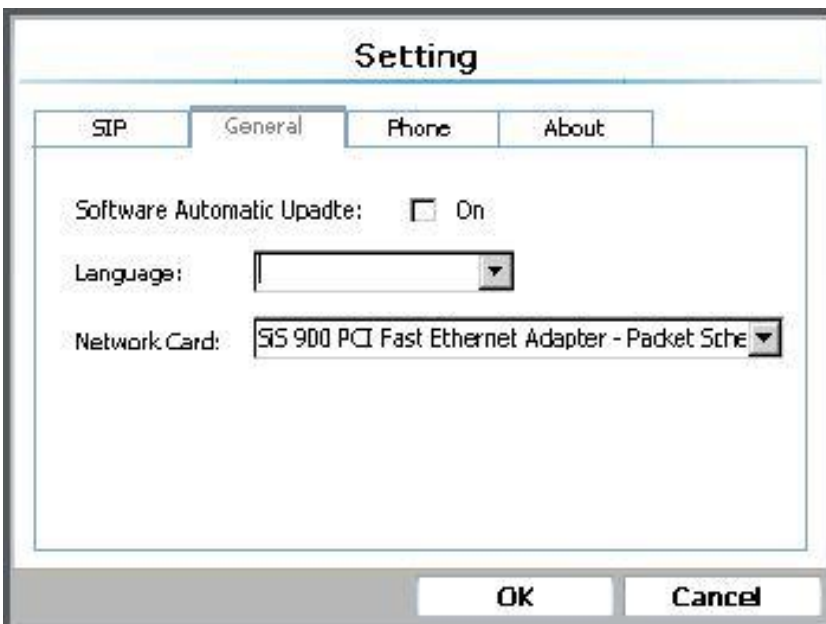 Setting
SIP General Phone About
Software Automatic Upadte: On
Language:
Network Card: SiS 900 PCI Fast Ethernet Adapter - Packet Sche
OK Cancel